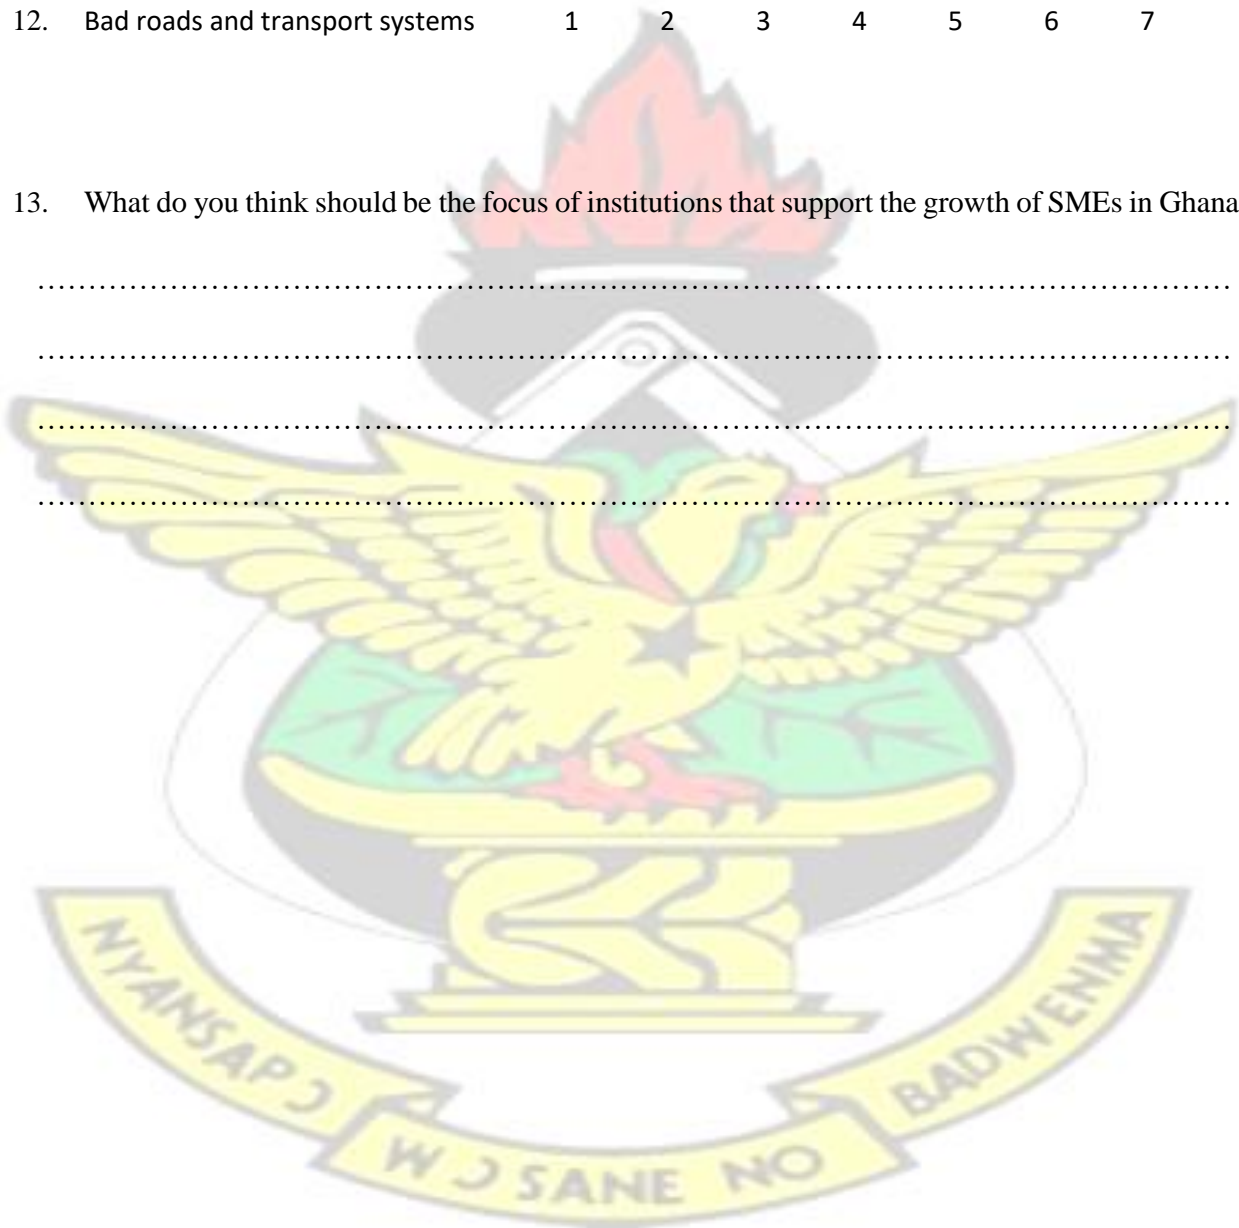 12. Bad roads and transport systems 1 2 3 4 5 6 7
13. What do you think should be the focus of institutions that support the growth of SMEs in Ghana
……………………………………………………………………………………………………
……………………………………………………………………………………………………
……………………………………………………………………………………………………
……………………………………………………………………………………………………
NYANSAPƆ WƆSANE NO BADWENMA